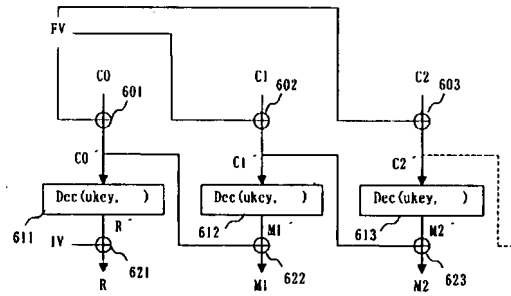 FV
C0 C1 C2
601 602 603
C0´ C1´ C2´
Dec(ukey, ) Dec(ukey, ) Dec(ukey, )
611 R´ 612 M1´ 613 M2´
IV 621 622 623
R M1 M2